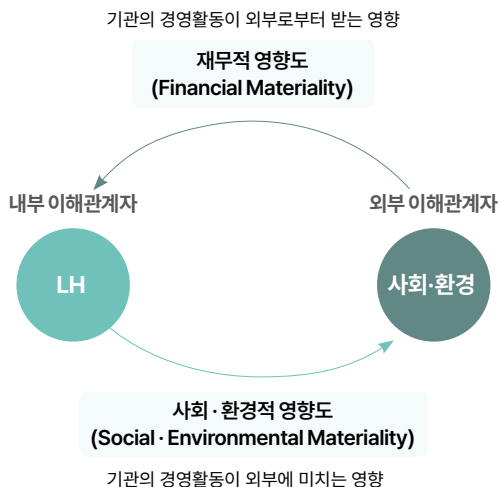 기관의 경영활동이 외부로부터 받는 영향
재무적 영향도
(Financial Materiality)
내부 이해관계자
외부 이해관계자
LH
사회·환경
사회·환경적 영향도
(Social · Environmental Materiality)
기관의 경영활동이 외부에 미치는 영향